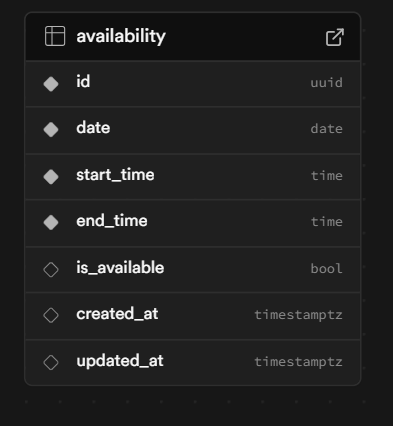 availability
id uuid
date date
start_time time
end_time time
is_available bool
created_at timestamptz
updated_at timestamptz